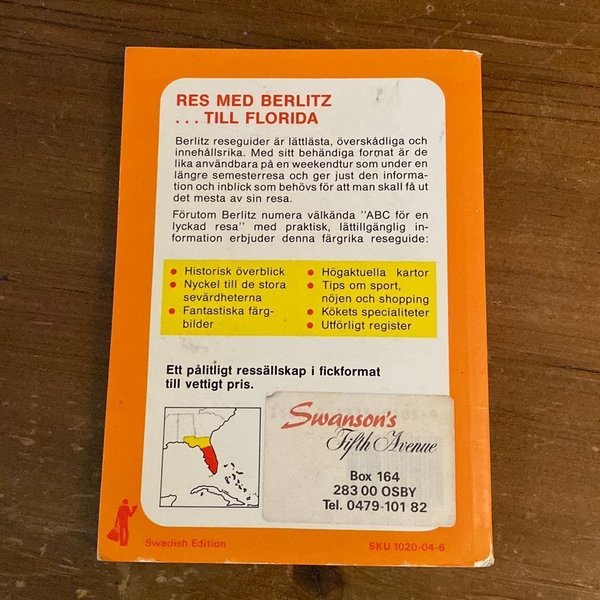 RES MED BERLITZ
... TILL FLORIDA
Berlitz reseguider är lättlästa, överskådliga och
innehållsrika. Med sitt behändiga format är de
lika användbara på en weekendtur som under en
längre semesterresa och ger just den informa-
tion och inblick som behövs för att man skall få ut
det mesta av sin resa.
Förutom Berlitz numera välkända "ABC för en
lyckad resa" med praktisk, lättillgänglig in-
formation erbjuder denna färgrika reseguide:
• Historisk överblick
• Nyckel till de stora
sevärdheterna
• Fantastiska färg-
bilder
• Högaktuella kartor
• Tips om sport,
nöjen och shopping
• Kökets specialiteter
• Utförligt register
Ett pålitligt ressällskap i fickformat
till vettigt pris.
Swanson's
Fifth Avenue
Box 164
283 00 OSBY
Tel. 0479-101 82
Swedish Edition
SKU 1020-04-6